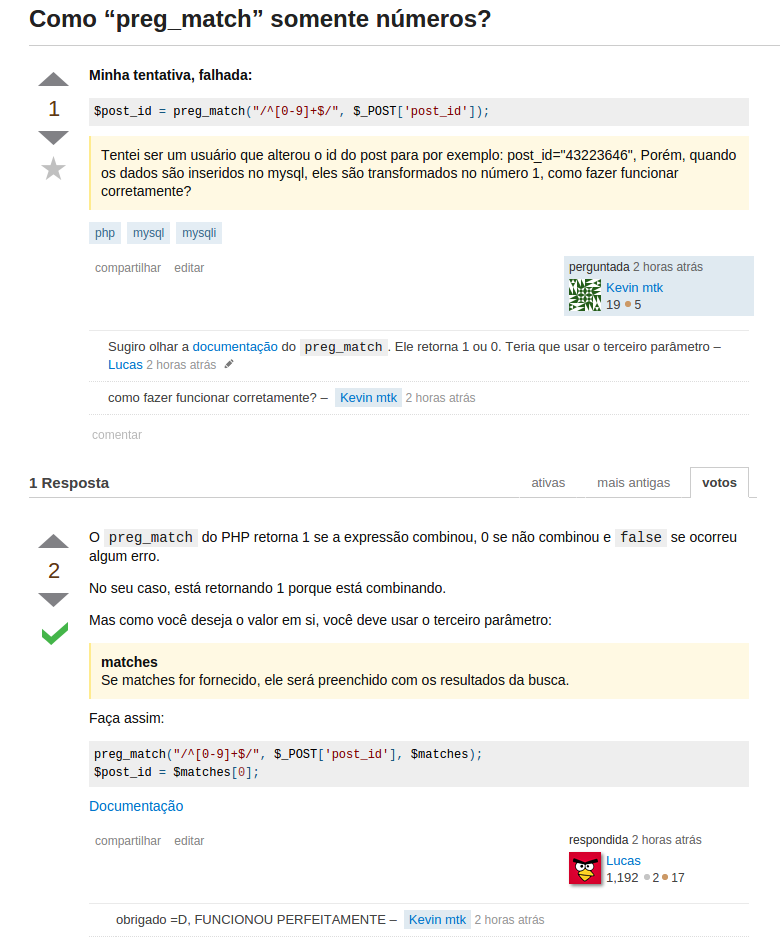 Como “preg_match” somente números?
1
Minha tentativa, falhada:
$post_id = preg_match("/^[0-9]+$/", $_POST['post_id']);
Tentei ser um usuário que alterou o id do post para por exemplo: post_id="43223646", Porém, quando
os dados são inseridos no mysql, eles são transformados no número 1, como fazer funcionar
corretamente?
php mysql mysqli
compartilhar editar
perguntada 2 horas atrás
Kevin mtk
19 5
Sugiro olhar a documentação do preg_match. Ele retorna 1 ou 0. Teria que usar o terceiro parâmetro –
Lucas 2 horas atrás
como fazer funcionar corretamente? – Kevin mtk 2 horas atrás
comentar
1 Resposta
ativas mais antigas votos
2
O preg_match do PHP retorna 1 se a expressão combinou, 0 se não combinou e false se ocorreu
algum erro.
No seu caso, está retornando 1 porque está combinando.
Mas como você deseja o valor em si, você deve usar o terceiro parâmetro:
matches
Se matches for fornecido, ele será preenchido com os resultados da busca.
Faça assim:
preg_match("/^[0-9]+$/", $_POST['post_id'], $matches);
$post_id = $matches[0];
Documentação
compartilhar editar
respondida 2 horas atrás
Lucas
1,192 2 17
obrigado =D, FUNCIONOU PERFEITAMENTE – Kevin mtk 2 horas atrás